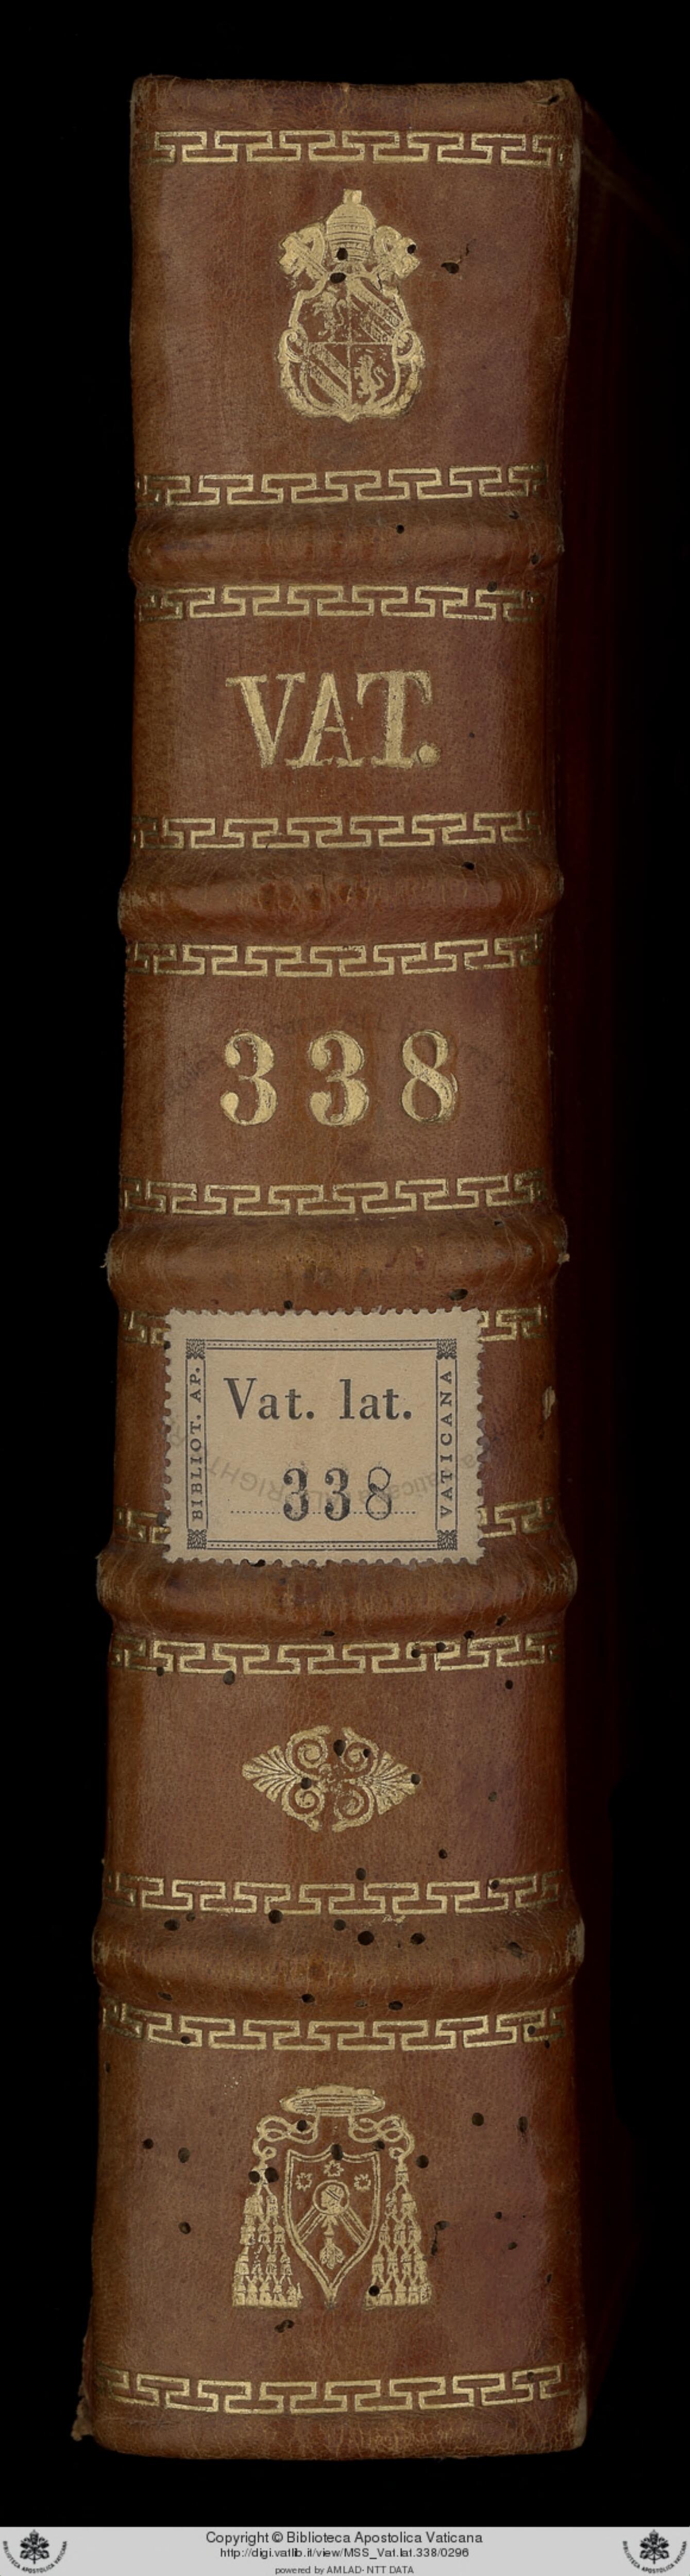 VAT.
338
BIBLIOT. AP.
Vat. lat.
338
VATICANA
Copyright © Biblioteca Apostolica Vaticana
http://digi.vatlib.it/view/MSS_Vat.lat.338/0296
powered by AMLAD- NTT DATA